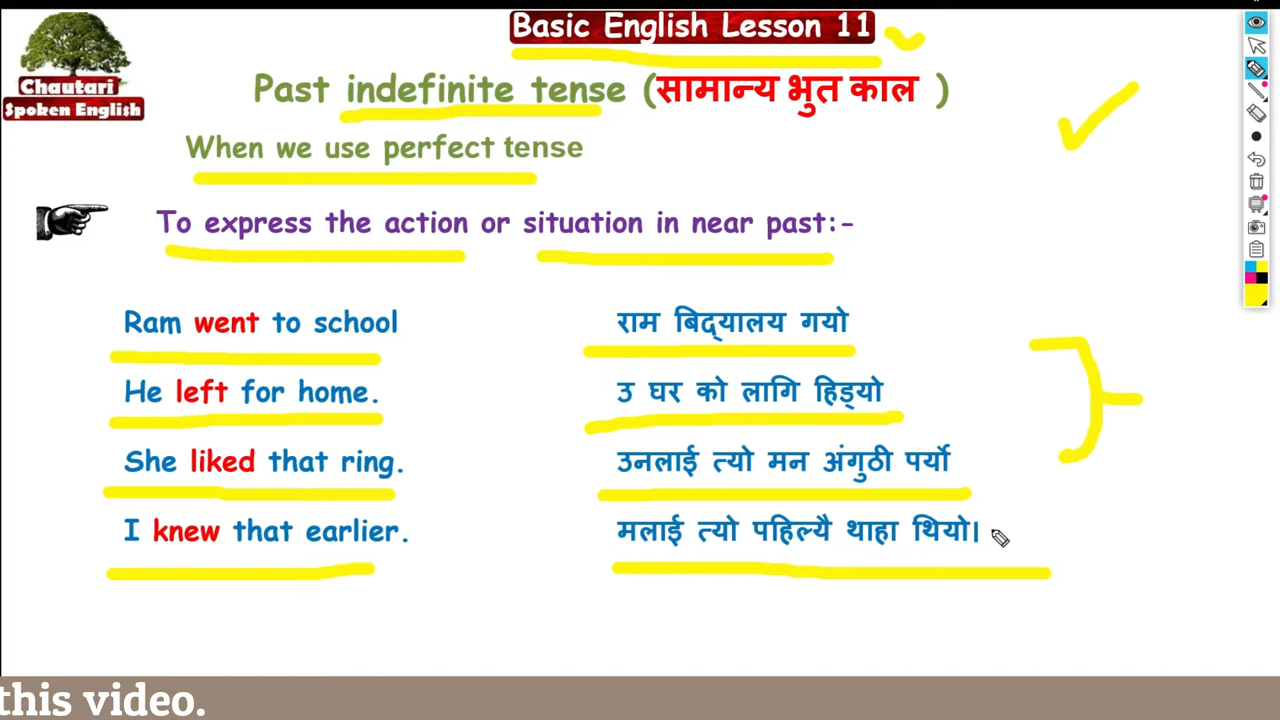 Basic English Lesson 11
Chautari
Spoken English
Past indefinite tense (सामान्य भुत काल )
When we use perfect tense
To express the action or situation in near past:-
Ram went to school राम बिद्यालय गयो
He left for home. उ घर को लागि हिड्यो
She liked that ring. उनलाई त्यो मन अंगुठी पर्यो
I knew that earlier. मलाई त्यो पहिल्यै थाहा थियो।
this video.